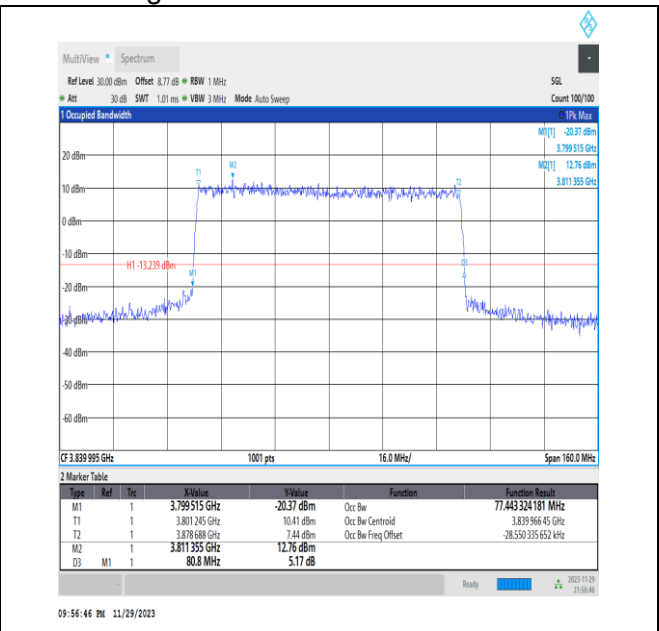 MultiView Spectrum
Ref Level 30.00 dBm Offset 8.77 dB RBW 1 MHz SGL
Att 30 dB SWT 1.01 ms VBW 3 MHz Mode Auto Sweep Count 100/100
1 Occupied Bandwidth 1Pk Max
M1[1] -20.37 dBm
3.799 515 GHz
M2[1] 12.76 dBm
3.811 355 GHz
20 dBm
M2
T1
T2
10 dBm
0 dBm
-10 dBm
H1 -13.239 dBm
D3
M1
-20 dBm
-30 dBm
-40 dBm
-50 dBm
-60 dBm
CF 3.839 995 GHz 1001 pts 16.0 MHz/ Span 160.0 MHz
2 Marker Table
Type Ref Trc X-Value Y-Value Function Function Result
M1 1 3.799 515 GHz -20.37 dBm Occ Bw 77.443 324 181 MHz
T1 1 3.801 245 GHz 10.41 dBm Occ Bw Centroid 3.839 966 45 GHz
T2 1 3.878 688 GHz 7.44 dBm Occ Bw Freq Offset -28.550 335 652 kHz
M2 1 3.811 355 GHz 12.76 dBm
D3 M1 1 80.8 MHz 5.17 dB
Ready 2023-11-29
21:56:46
09:56:46 PM 11/29/2023